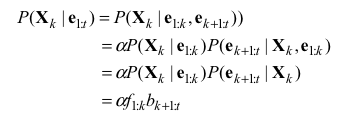 P(X_k | e_{1:t}) = P(X_k | e_{1:k}, e_{k+1:t}))
= αP(X_k | e_{1:k})P(e_{k+1:t} | X_k, e_{1:k})
= αP(X_k | e_{1:k})P(e_{k+1:t} | X_k)
= αf_{1:k}b_{k+1:t}